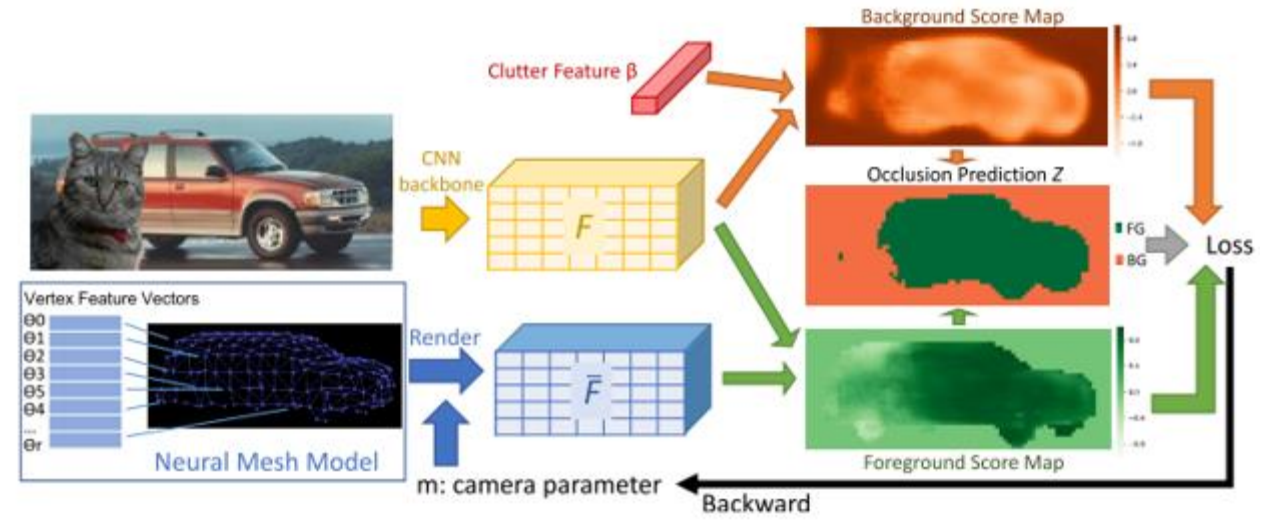 Background Score Map
Clutter Feature β
CNN
backbone
F
Occlusion Prediction Z
FG
BG
Loss
Vertex Feature Vectors
Θ0
Θ1
Θ2
Θ3
Θ5
Θ4
...
Θr
Neural Mesh Model
Render
F̅
Foreground Score Map
m: camera parameter
Backward